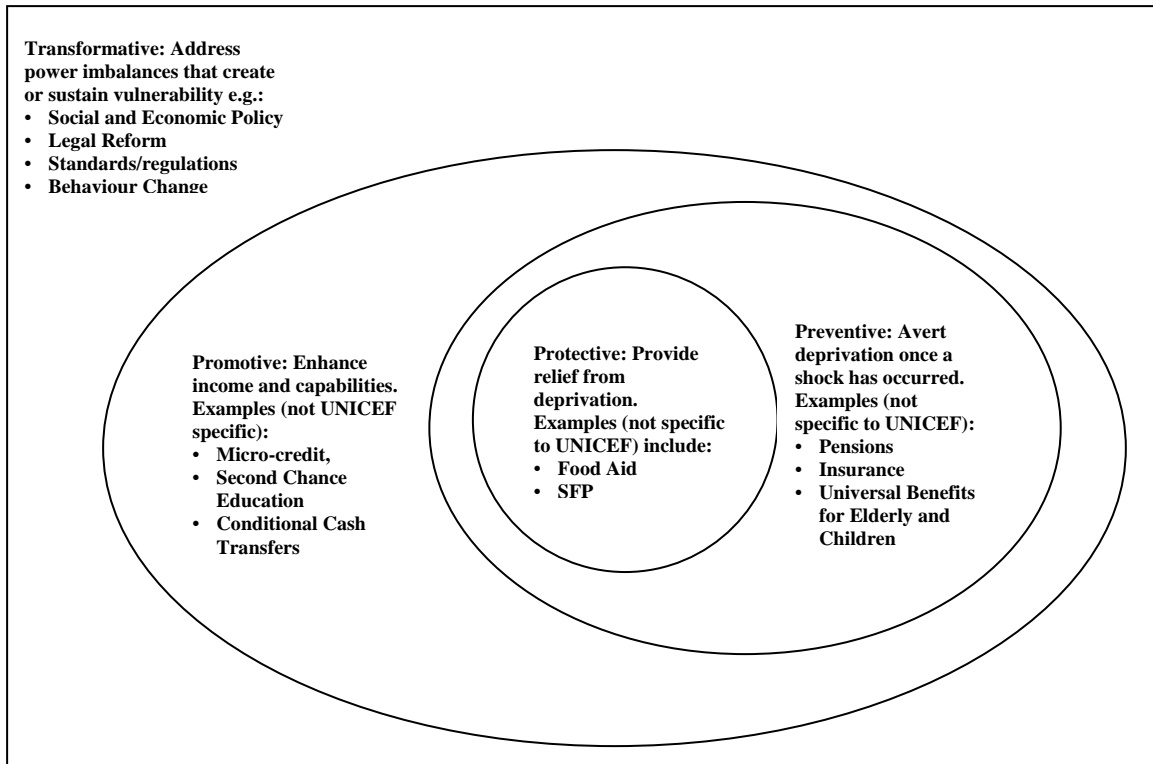 Transformative: Address
power imbalances that create
or sustain vulnerability e.g.:
• Social and Economic Policy
• Legal Reform
• Standards/regulations
• Behaviour Change
Promotive: Enhance
income and capabilities.
Examples (not UNICEF
specific):
• Micro-credit,
• Second Chance
Education
• Conditional Cash
Transfers
Protective: Provide
relief from
deprivation.
Examples (not specific
to UNICEF) include:
• Food Aid
• SFP
Preventive: Avert
deprivation once a
shock has occurred.
Examples (not
specific to UNICEF):
• Pensions
• Insurance
• Universal Benefits
for Elderly and
Children